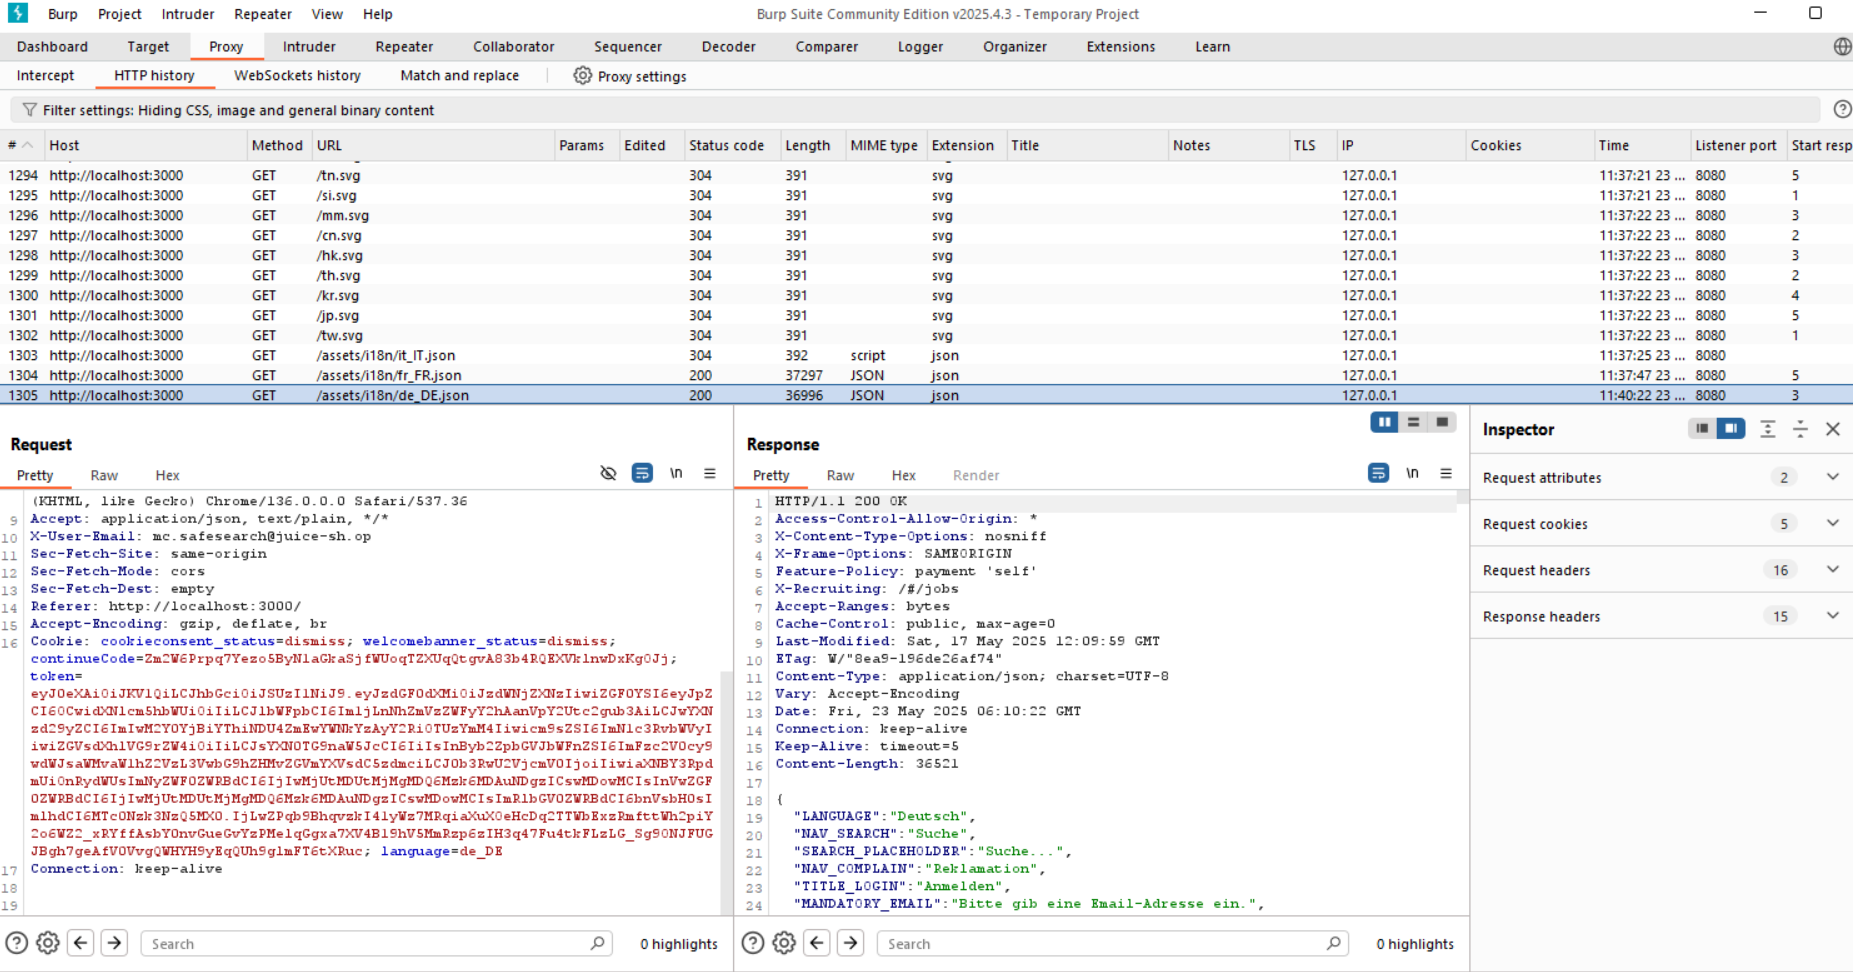 Burp Project Intruder Repeater View Help Burp Suite Community Edition v2025.4.3 - Temporary Project
Dashboard Target Proxy Intruder Repeater Collaborator Sequencer Decoder Comparer Logger Organizer Extensions Learn
Intercept HTTP history WebSockets history Match and replace Proxy settings
Filter settings: Hiding CSS, image and general binary content
# Host Method URL Params Edited Status code Length MIME type Extension Title Notes TLS IP Cookies Time Listener port Start resp
1294 http://localhost:3000 GET /tn.svg 304 391 svg 127.0.0.1 11:37:21 23 ... 8080 5
1295 http://localhost:3000 GET /si.svg 304 391 svg 127.0.0.1 11:37:21 23 ... 8080 1
1296 http://localhost:3000 GET /mm.svg 304 391 svg 127.0.0.1 11:37:22 23 ... 8080 3
1297 http://localhost:3000 GET /cn.svg 304 391 svg 127.0.0.1 11:37:22 23 ... 8080 2
1298 http://localhost:3000 GET /hk.svg 304 391 svg 127.0.0.1 11:37:22 23 ... 8080 3
1299 http://localhost:3000 GET /th.svg 304 391 svg 127.0.0.1 11:37:22 23 ... 8080 2
1300 http://localhost:3000 GET /kr.svg 304 391 svg 127.0.0.1 11:37:22 23 ... 8080 4
1301 http://localhost:3000 GET /jp.svg 304 391 svg 127.0.0.1 11:37:22 23 ... 8080 5
1302 http://localhost:3000 GET /tw.svg 304 391 svg 127.0.0.1 11:37:22 23 ... 8080 1
1303 http://localhost:3000 GET /assets/i18n/it_IT.json 304 392 script json 127.0.0.1 11:37:25 23 ... 8080
1304 http://localhost:3000 GET /assets/i18n/fr_FR.json 200 37297 JSON json 127.0.0.1 11:37:47 23 ... 8080 5
1305 http://localhost:3000 GET /assets/i18n/de_DE.json 200 36996 JSON json 127.0.0.1 11:40:22 23 ... 8080 3
Request
Pretty Raw Hex \n
(KHTML, like Gecko) Chrome/136.0.0.0 Safari/537.36
9 Accept: application/json, text/plain, */*
10 X-User-Email: mc.safesearch@juice-sh.op
11 Sec-Fetch-Site: same-origin
12 Sec-Fetch-Mode: cors
13 Sec-Fetch-Dest: empty
14 Referer: http://localhost:3000/
15 Accept-Encoding: gzip, deflate, br
16 Cookie: cookieconsent_status=dismiss; welcomebanner_status=dismiss;
token=
language=de_DE
17 Connection: keep-alive
18
19
Search 0 highlights
Response
Pretty Raw Hex Render \n
1 HTTP/1.1 200 OK
2 Access-Control-Allow-Origin: *
3 X-Content-Type-Options: nosniff
4 X-Frame-Options: SAMEORIGIN
5 Feature-Policy: payment 'self'
6 X-Recruiting: /#/jobs
7 Accept-Ranges: bytes
8 Cache-Control: public, max-age=0
9 Last-Modified: Sat, 17 May 2025 12:09:59 GMT
10 ETag: W/"8ea9-196de26af74"
11 Content-Type: application/json; charset=UTF-8
12 Vary: Accept-Encoding
13 Date: Fri, 23 May 2025 06:10:22 GMT
14 Connection: keep-alive
15 Keep-Alive: timeout=5
16 Content-Length: 36521
17
18 {
19 "LANGUAGE":"Deutsch",
20 "NAV_SEARCH":"Suche",
21 "SEARCH_PLACEHOLDER":"Suche...",
22 "NAV_COMPLAIN":"Reklamation",
23 "TITLE_LOGIN":"Anmelden",
24 "MANDATORY_EMAIL":"Bitte gib eine Email-Adresse ein.",
Search 0 highlights
Inspector
Request attributes 2
Request cookies 5
Request headers 16
Response headers 15